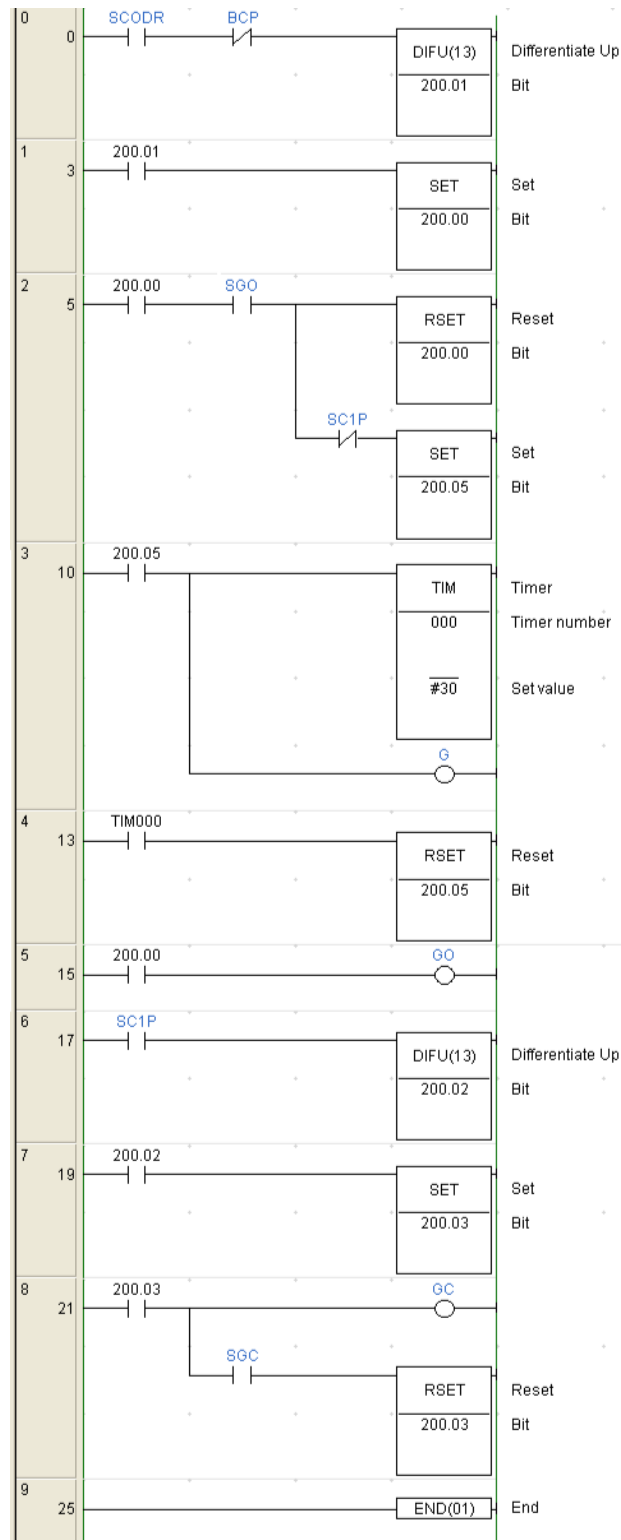 0
SCODR BCP
0
DIFU(13) Differentiate Up
200.01 Bit
1
200.01
3
SET Set
200.00 Bit
2
200.00 SGO
5
RSET Reset
200.00 Bit
SC1P
SET Set
200.05 Bit
3
200.05
10
TIM Timer
000 Timer number
#30 Set value
G
4
TIM000
13
RSET Reset
200.05 Bit
5
200.00 GO
15
6
SC1P
17
DIFU(13) Differentiate Up
200.02 Bit
7
200.02
19
SET Set
200.03 Bit
8
200.03 GC
21
SGC
RSET Reset
200.03 Bit
9
25
END(01) End